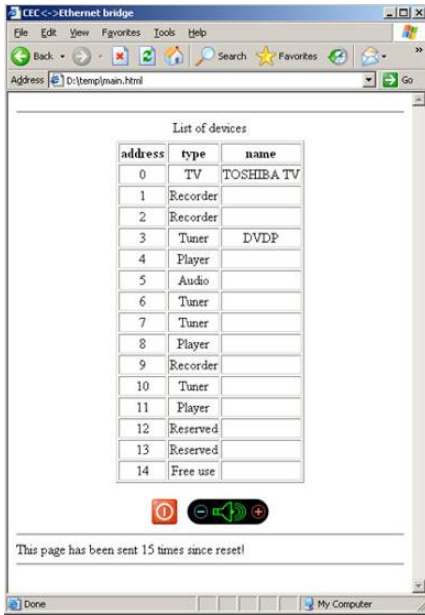 CEC<->Ethernet bridge
File Edit View Favorites Tools Help
Back Search Favorites »
Address D:\temp\main.html Go
List of devices
address type name
0 TV TOSHIBA TV
1 Recorder
2 Recorder
3 Tuner DVDP
4 Player
5 Audio
6 Tuner
7 Tuner
8 Player
9 Recorder
10 Tuner
11 Player
12 Reserved
13 Reserved
14 Free use
This page has been sent 15 times since reset!
Done My Computer